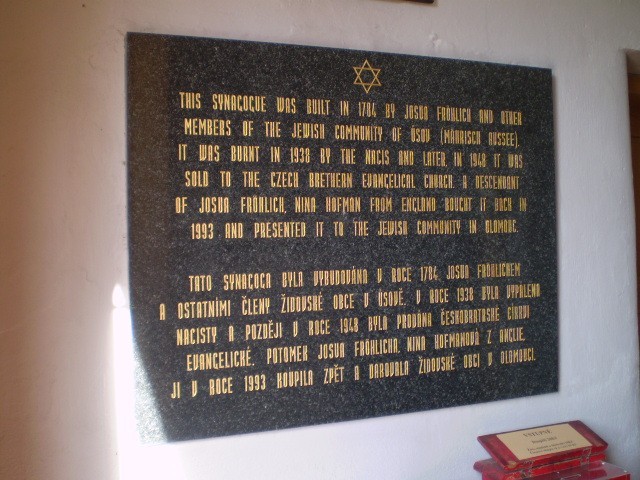 THIS SYNAGOGUE WAS BUILT IN 1784 BY JOSUA FRÖHLICH AND OTHER
MEMBERS OF THE JEWISH COMMUNITY OF ÚSOV (MÄHRISCH AUSSEE).
IT WAS BURNT IN 1938 BY THE NACIS AND LATER, IN 1948 IT WAS
SOLD TO THE CZECH BRETHERN EVANGELICAL CHURCH. A DESCENDANT
OF JOSUA FRÖHLICH, NINA HOFMAN FROM ENGLAND BOUGHT IT BACK IN
1993 AND PRESENTED IT TO THE JEWISH COMMUNITY IN OLOMOUC.
TATO SYNAGOGA BYLA VYBUDOVÁNA V ROCE 1784 JOSUA FRÖHLICHEM
A OSTATNÍMI ČLENY ŽIDOVSKÉ OBCE V ÚSOVĚ. V ROCE 1938 BYLA VYPÁLENA
NACISTY A POZDĚJI V ROCE 1948 BYLA PRODÁNA ČESKOBRATRSKÉ CÍRKVI
EVANGELICKÉ. POTOMEK JOSUA FRÖHLICHA, NINA HOFMANOVÁ Z ANGLIE,
JI V ROCE 1993 KOUPILA ZPĚT A DAROVALA ŽIDOVSKÉ OBCI V OLOMOUCI.
VSTUPNÉ